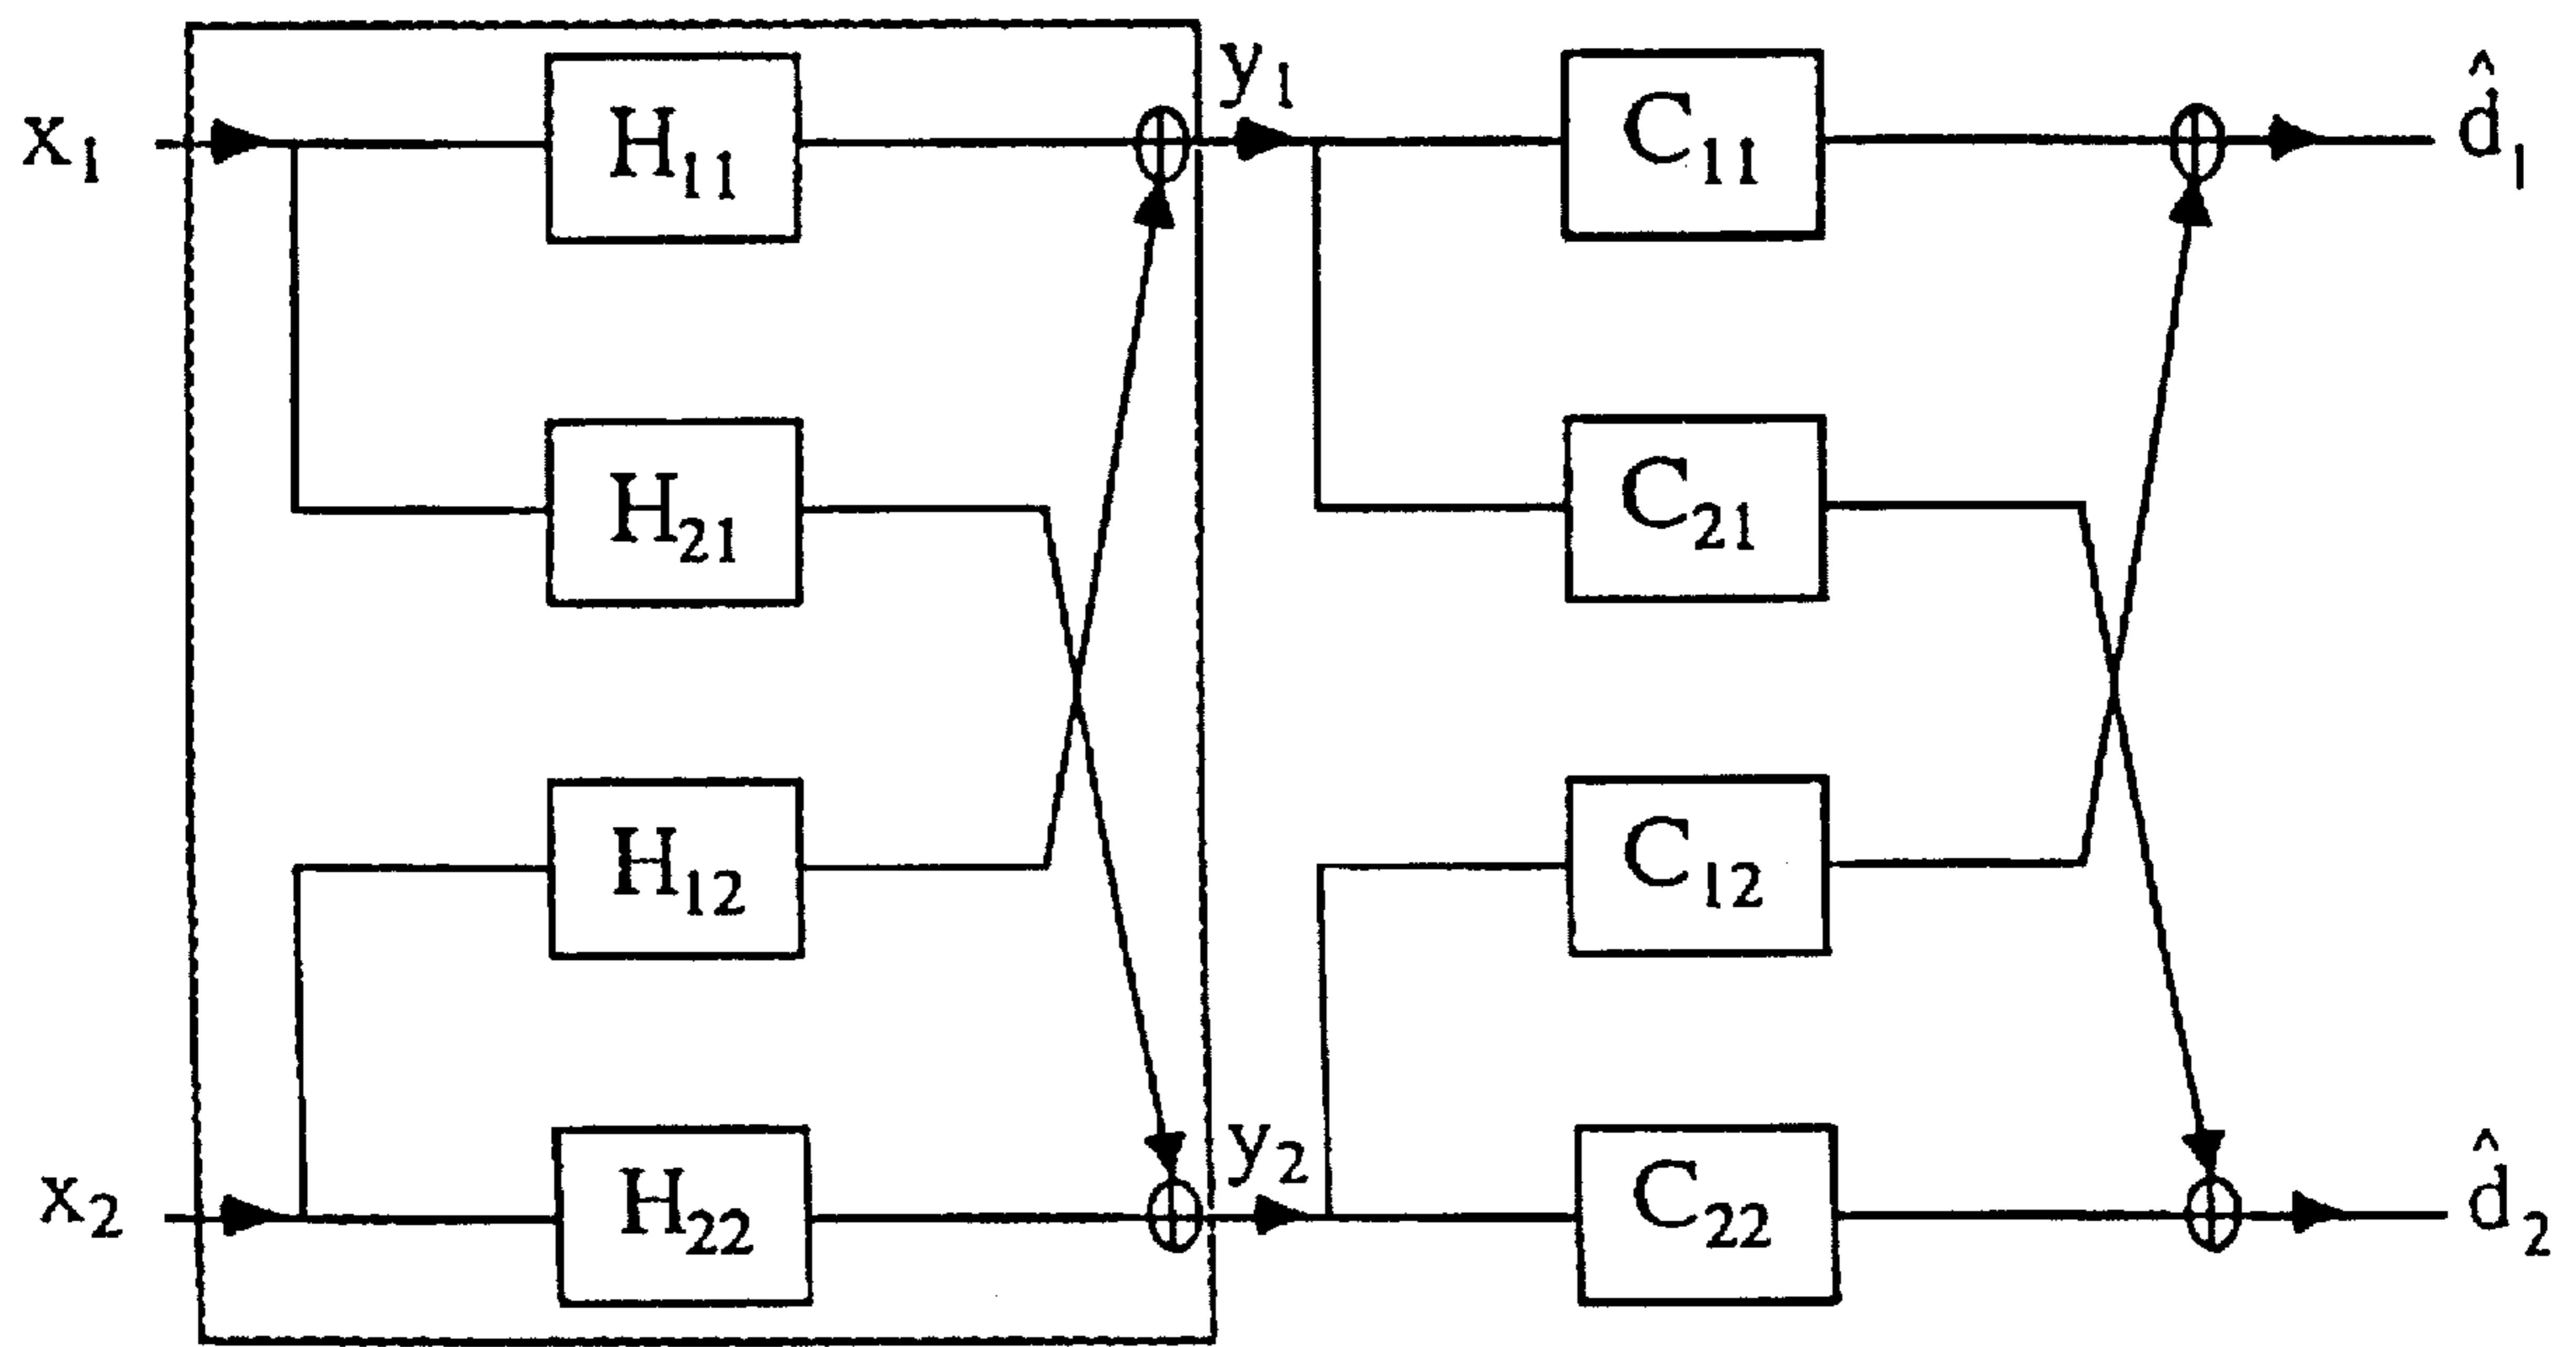 x₁ H₁₁ y₁ C₁₁ d̂₁
H₂₁ C₂₁
H₁₂ C₁₂
x₂ H₂₂ y₂ C₂₂ d̂₂